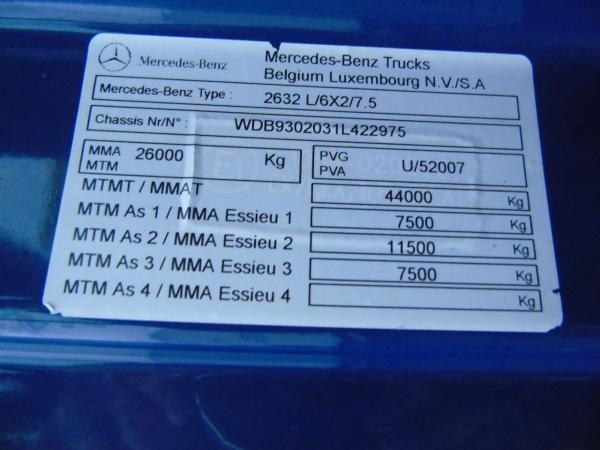 Mercedes-Benz
Mercedes-Benz Trucks
Belgium Luxembourg N.V./S.A
Mercedes-Benz Type : 2632 L/6X2/7.5
Chassis Nr/N° : WDB9302031L422975
MMA
MTM 26000 Kg
PVG
PVA U/52007
MTMT / MMAT 44000 Kg
MTM As 1 / MMA Essieu 1 7500 Kg
MTM As 2 / MMA Essieu 2 11500 Kg
MTM As 3 / MMA Essieu 3 7500 Kg
MTM As 4 / MMA Essieu 4 Kg